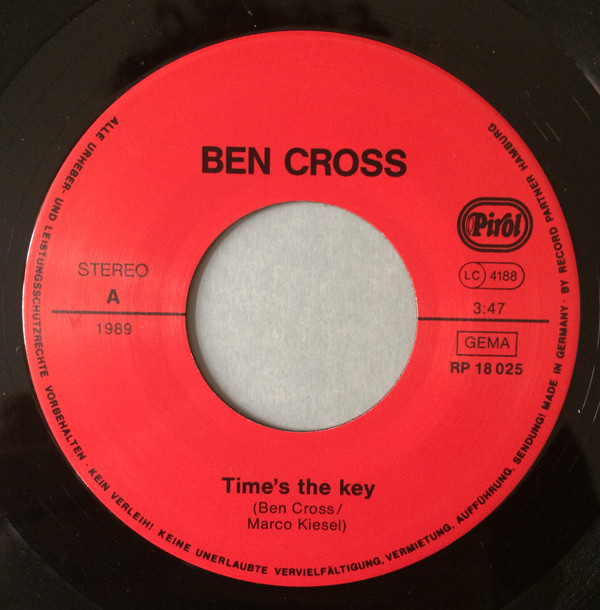 BEN CROSS
Pirol
LC 4188
STEREO
A
1989
3:47
GEMA
RP 18 025
Time's the key
(Ben Cross/
Marco Kiesel)
ALLE URHEBER- UND LEISTUNGSSCHUTZRECHTE VORBEHALTEN · KEIN VERLEIH! KEINE UNERLAUBTE VERVIELFÄLTIGUNG, VERMIETUNG, AUFFÜHRUNG, SENDUNG! MADE IN GERMANY · BY RECORD PARTNER HAMBURG